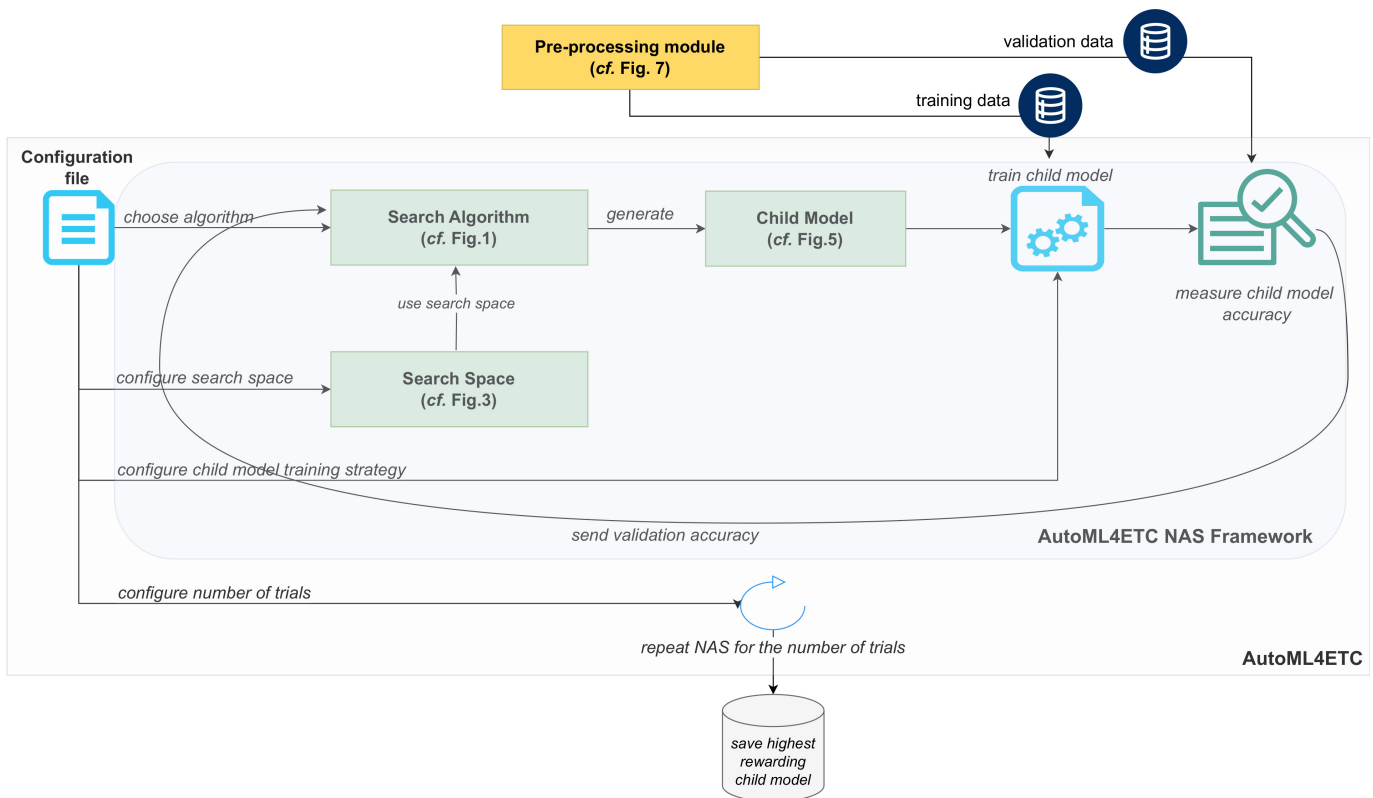 Pre-processing module
(cf. Fig. 7)
validation data
training data
Configuration
file
choose algorithm
Search Algorithm
(cf. Fig.1)
generate
Child Model
(cf. Fig.5)
train child model
measure child model
accuracy
use search space
configure search space
Search Space
(cf. Fig.3)
configure child model training strategy
send validation accuracy
AutoML4ETC NAS Framework
configure number of trials
repeat NAS for the number of trials
AutoML4ETC
save highest
rewarding
child model